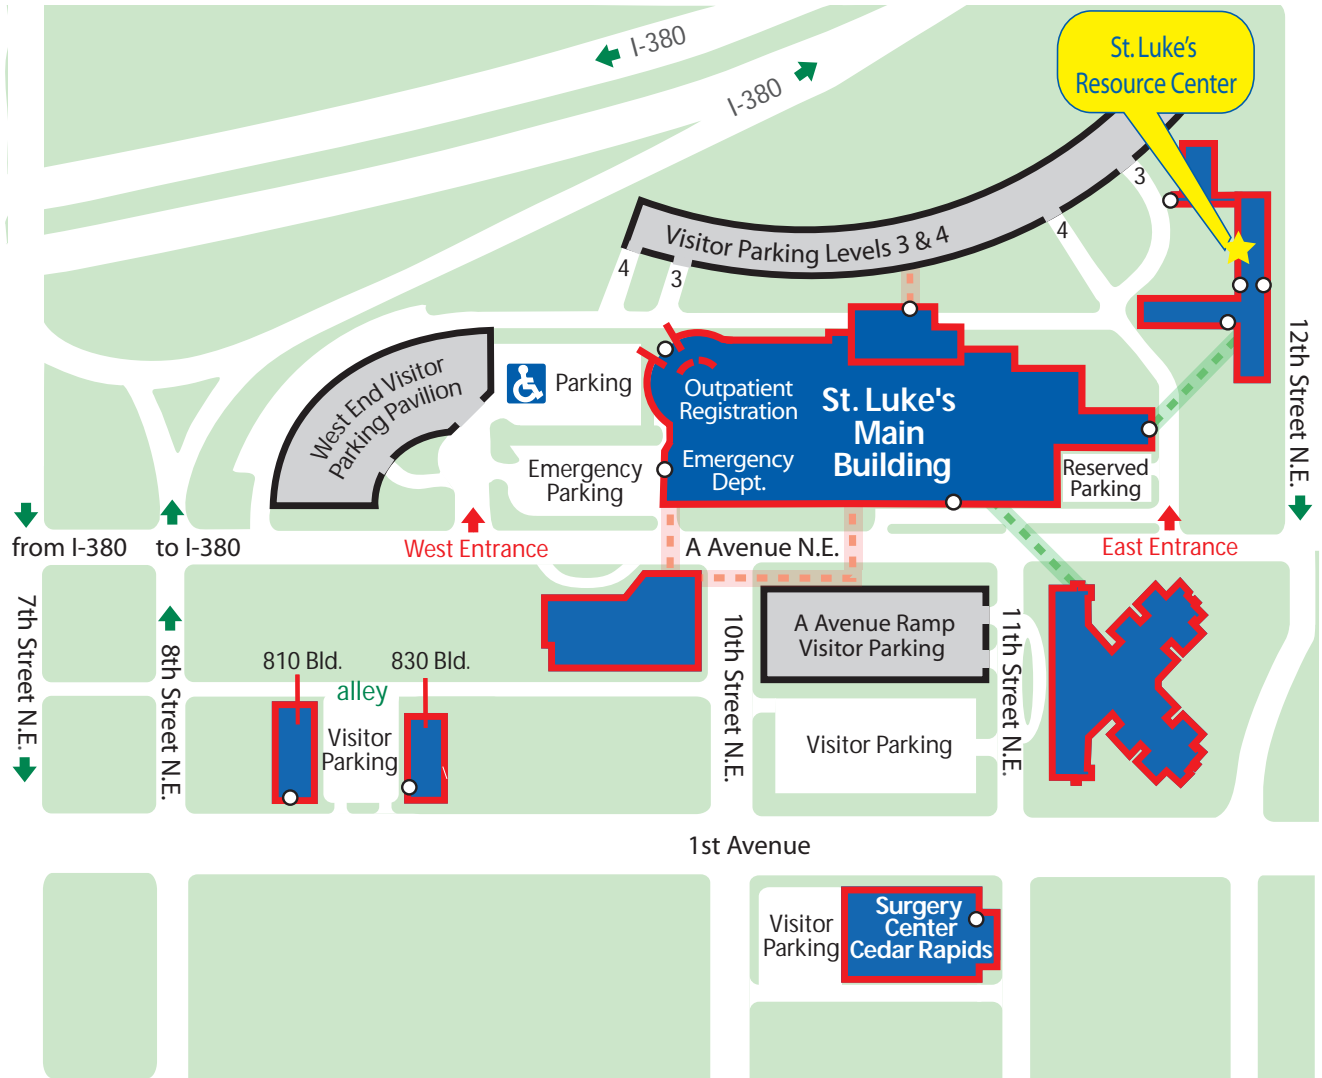 I-380
I-380
St. Luke's
Resource Center
3
4
Visitor Parking Levels 3 & 4
4
3
12th Street N.E.
West End Visitor
Parking Pavilion
Parking
Outpatient
Registration
St. Luke's
Main
Building
Emergency
Parking
Emergency
Dept.
Reserved
Parking
from I-380
to I-380
West Entrance
A Avenue N.E.
East Entrance
7th Street N.E.
8th Street N.E.
810 Bld.
830 Bld.
alley
Visitor
Parking
10th Street N.E.
A Avenue Ramp
Visitor Parking
11th Street N.E.
Visitor Parking
1st Avenue
Visitor
Parking
Surgery
Center
Cedar Rapids